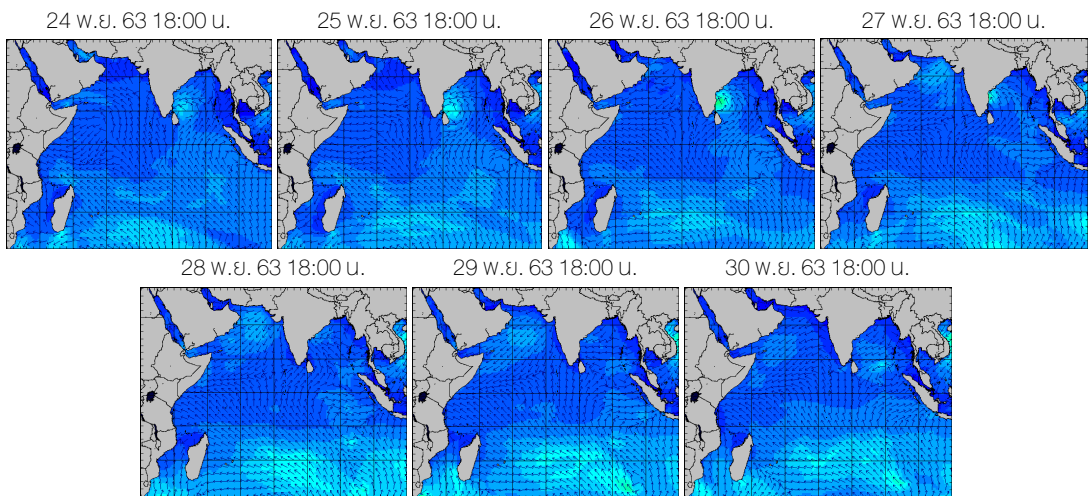 24 พ.ย. 63 18:00 น.
25 พ.ย. 63 18:00 น.
26 พ.ย. 63 18:00 น.
27 พ.ย. 63 18:00 น.
28 พ.ย. 63 18:00 น.
29 พ.ย. 63 18:00 น.
30 พ.ย. 63 18:00 น.